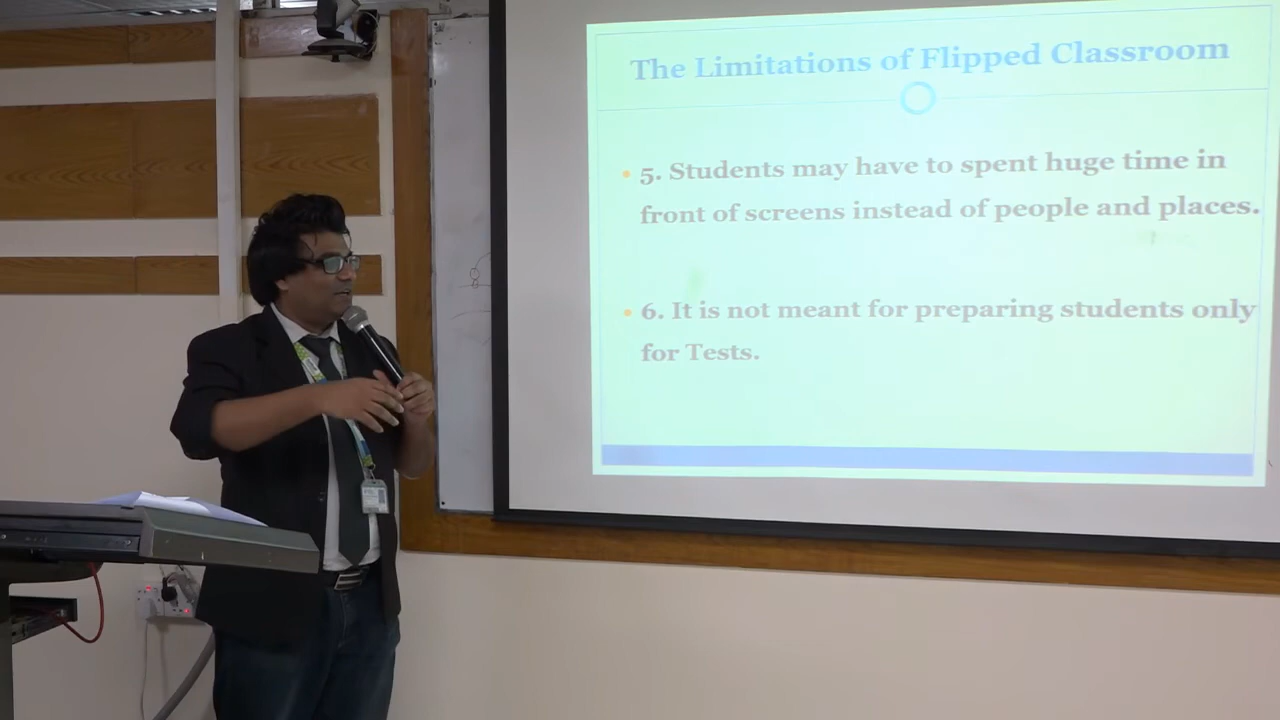 The Limitations of Flipped Classroom
5. Students may have to spent huge time in
front of screens instead of people and places.
6. It is not meant for preparing students only
for Tests.